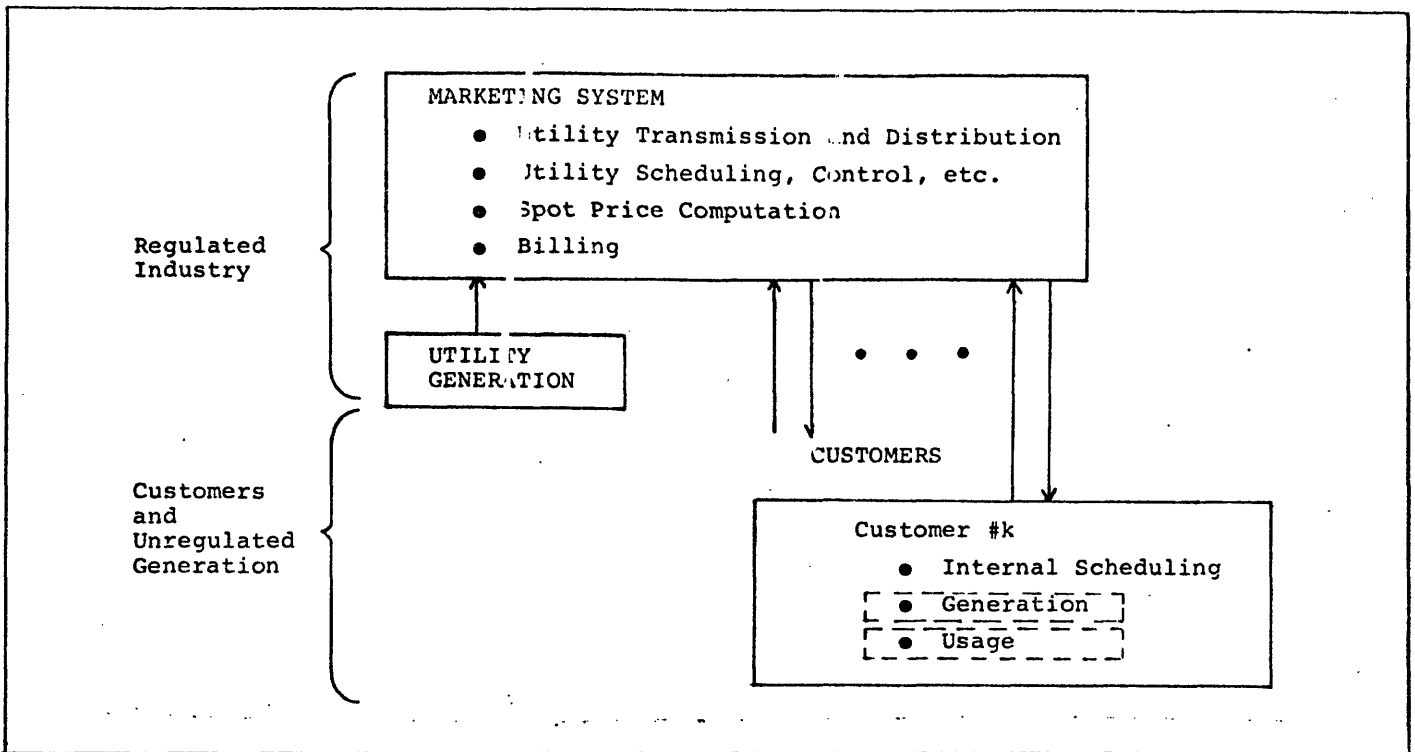 MARKETING SYSTEM
● Utility Transmission and Distribution
● Utility Scheduling, Control, etc.
● Spot Price Computation
● Billing
Regulated
Industry
UTILITY
GENERATION
● ● ●
CUSTOMERS
Customers
and
Unregulated
Generation
Customer #k
● Internal Scheduling
● Generation
● Usage